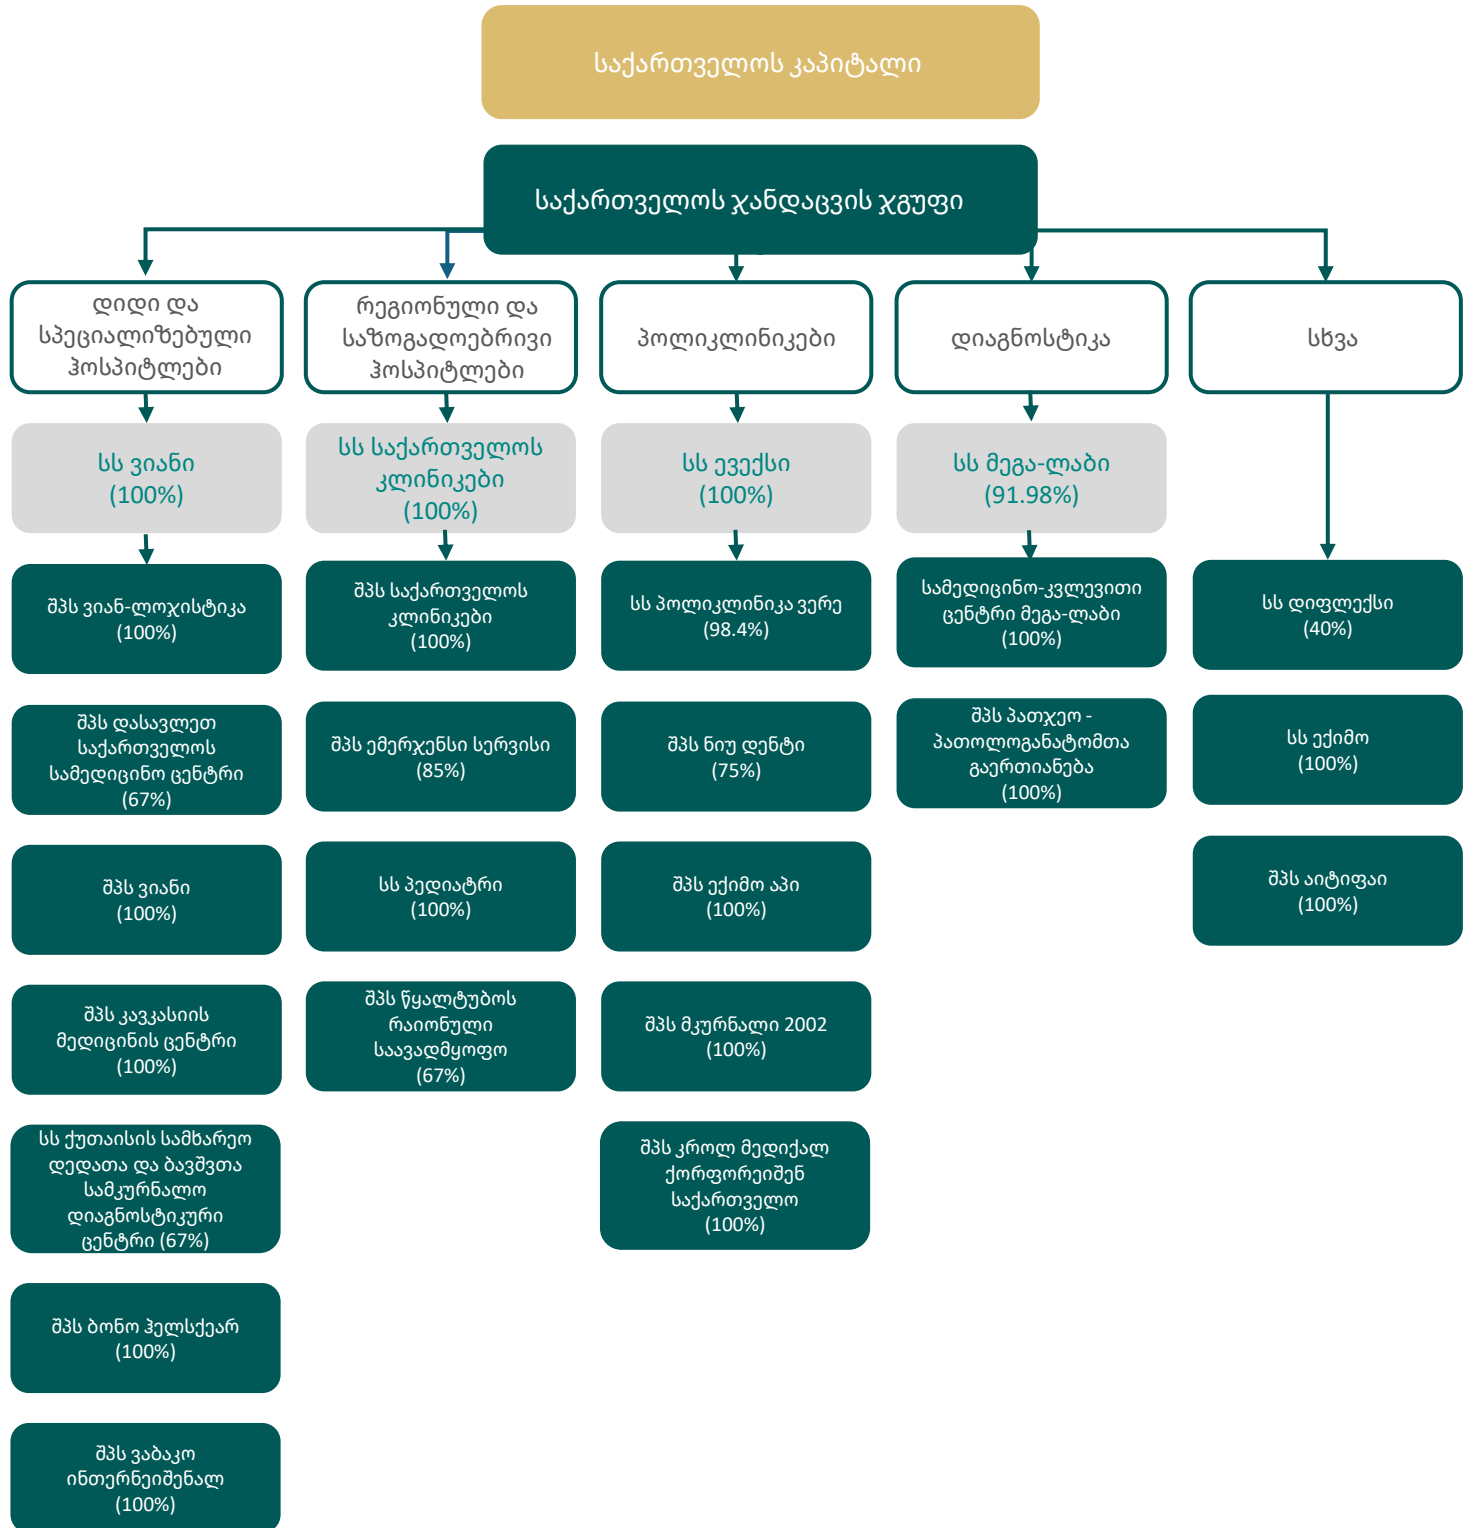 საქართველოს კაპიტალი
საქართველოს ჯანდაცვის ჯგუფი
დიდი და
სპეციალიზებული
ჰოსპიტლები
რეგიონული და
საზოგადოებრივი
ჰოსპიტლები
პოლიკლინიკები
დიაგნოსტიკა
სხვა
სს ვიანი
(100%)
სს საქართველოს
კლინიკები
(100%)
სს ევექსი
(100%)
სს მეგა-ლაბი
(91.98%)
შპს ვიან-ლოჯისტიკა
(100%)
შპს საქართველოს
კლინიკები
(100%)
სს პოლიკლინიკა ვერე
(98.4%)
სამედიცინო-კვლევითი
ცენტრი მეგა-ლაბი
(100%)
სს დიფლექსი
(40%)
შპს დასავლეთ
საქართველოს
სამედიცინო ცენტრი
(67%)
შპს ემერჯენსი სერვისი
(85%)
შპს ნიუ დენტი
(75%)
შპს პათჯეო -
პათოლოგანატომთა
გაერთიანება
(100%)
სს ექიმო
(100%)
შპს ვიანი
(100%)
სს პედიატრი
(100%)
შპს ექიმო აპი
(100%)
შპს აიტიფაი
(100%)
შპს კავკასიის
მედიცინის ცენტრი
(100%)
შპს წყალტუბოს
რაიონული
საავადმყოფო
(67%)
შპს მკურნალი 2002
(100%)
სს ქუთაისის სამხარეო
დედათა და ბავშვთა
სამკურნალო
დიაგნოსტიკური
ცენტრი (67%)
შპს კროლ მედიქალ
ქორფორეიშენ
საქართველო
(100%)
შპს ბონო ჰელსქეარ
(100%)
შპს ვაბაკო
ინთერნეიშენალ
(100%)